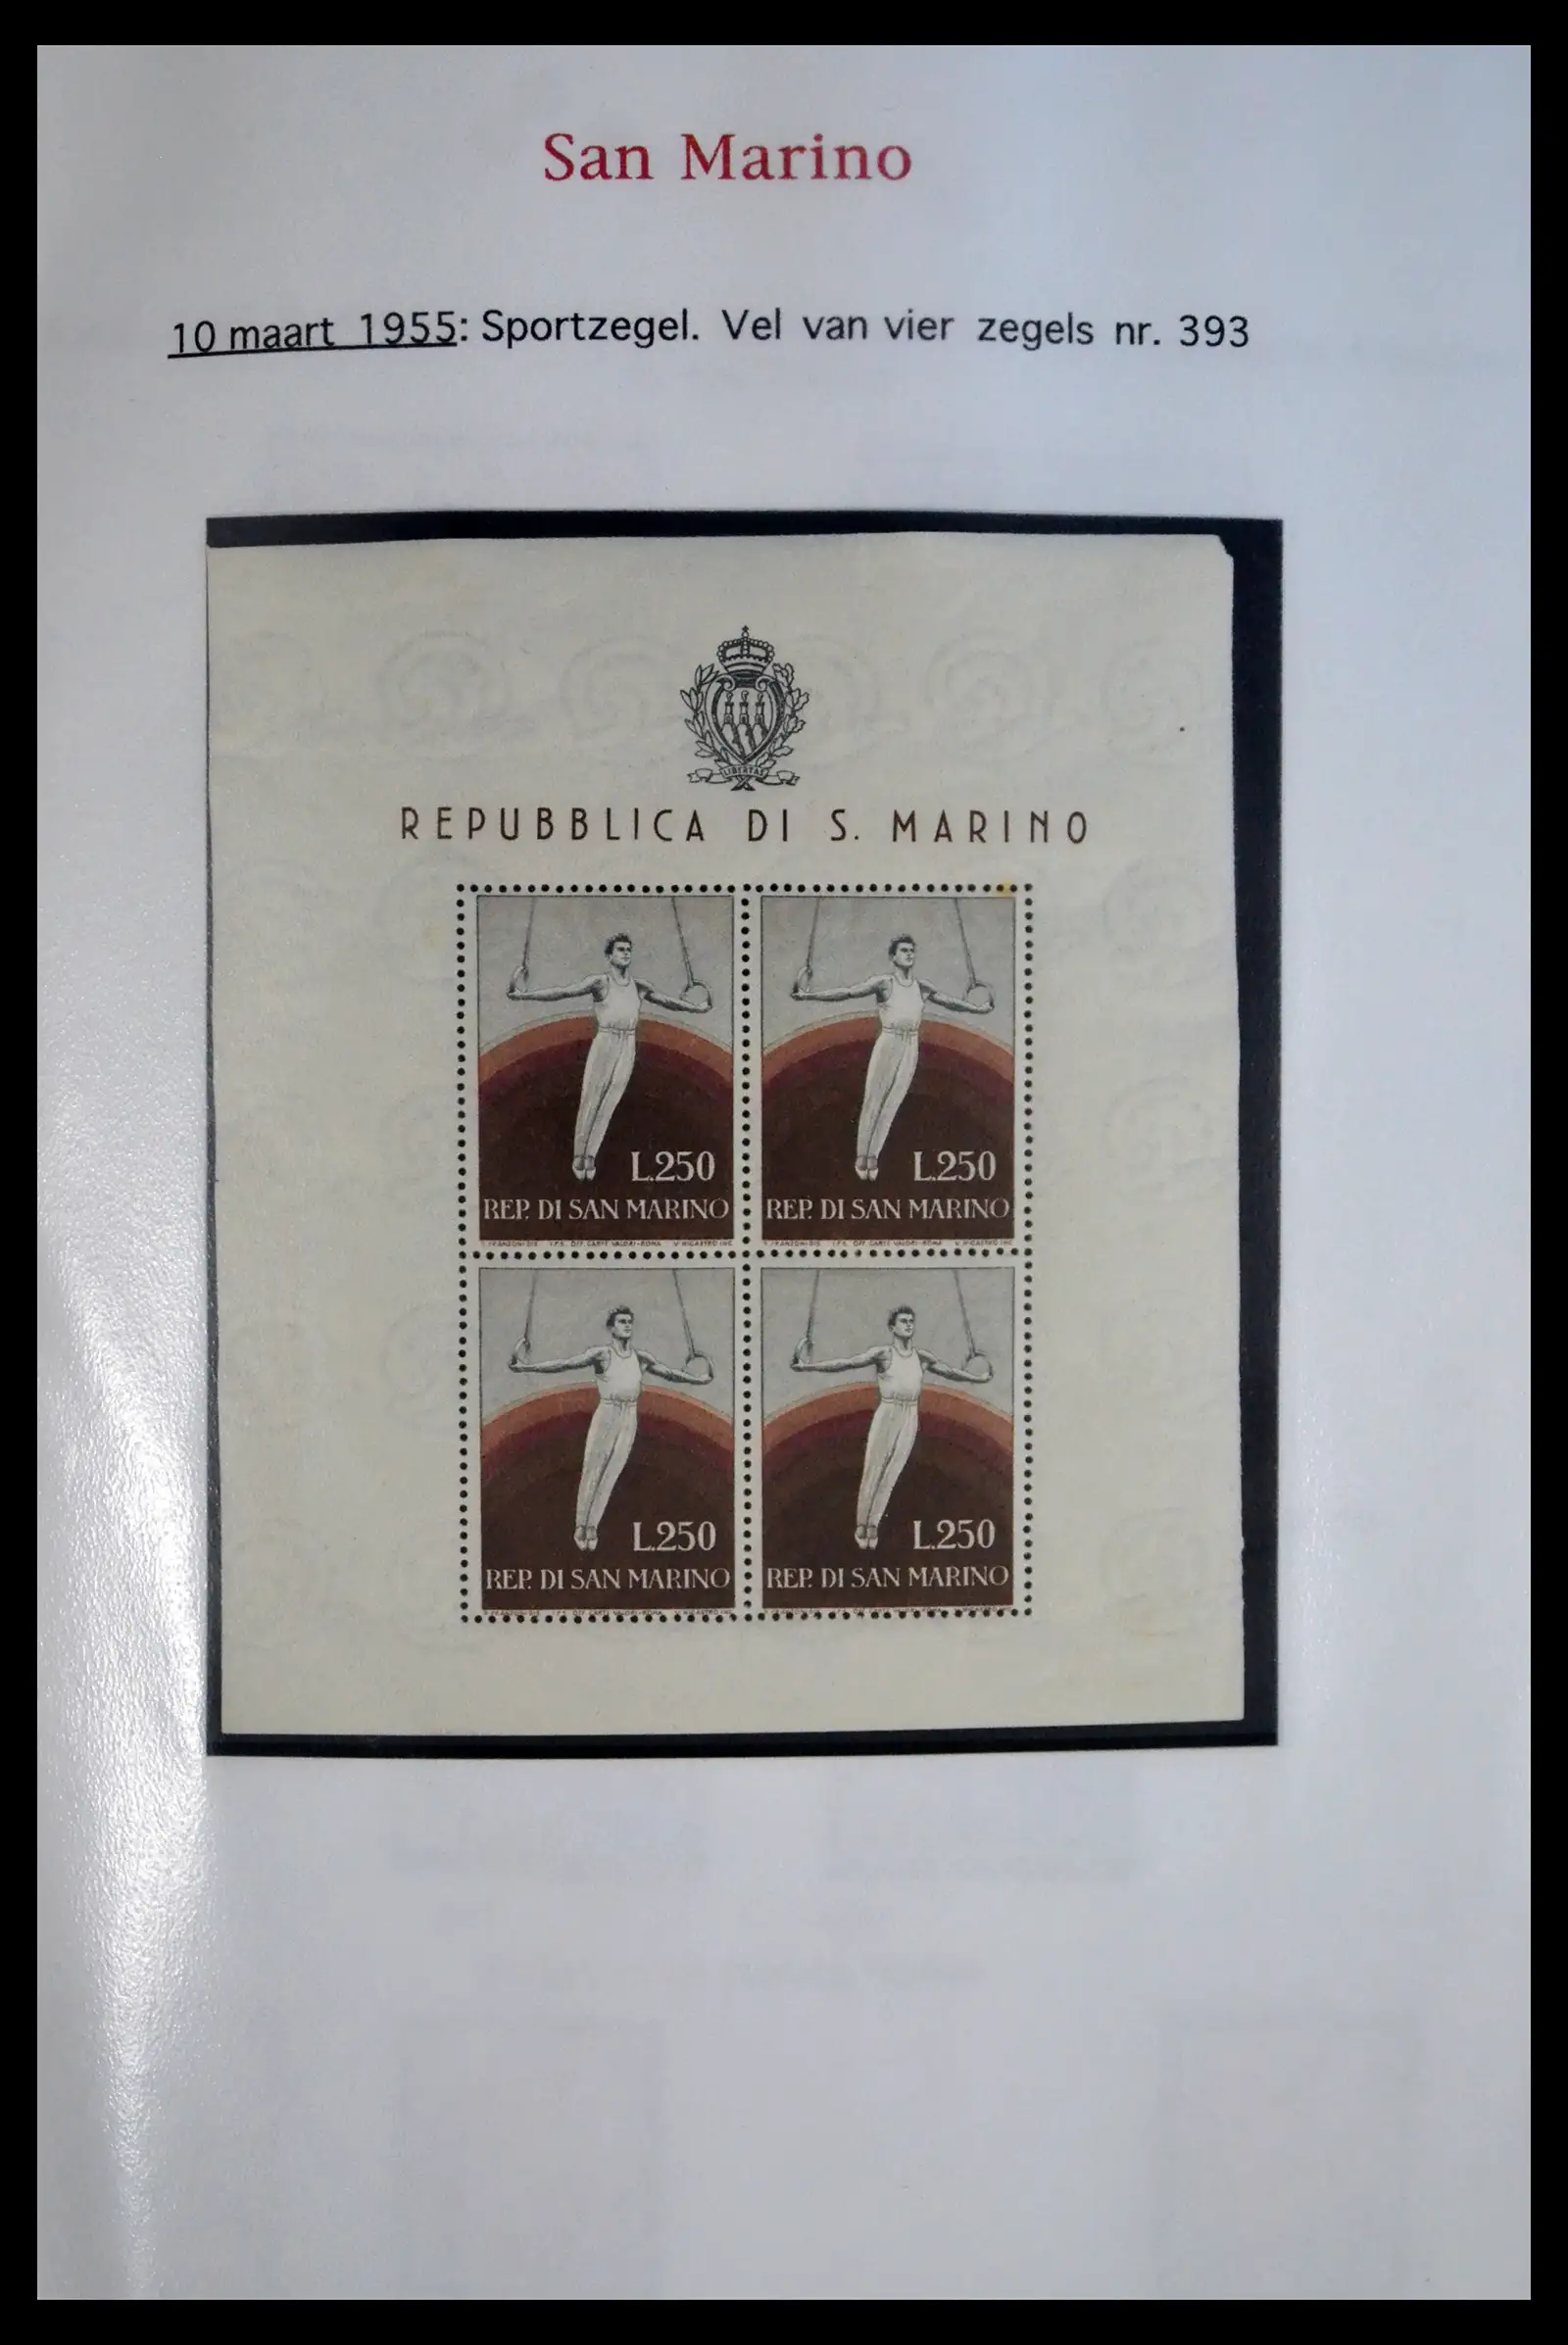 San Marino
10 maart 1955: Sportzegel. Vel van vier zegels nr. 393
LIBERTAS
REPUBBLICA DI S. MARINO
L.250
REP. DI SAN MARINO
L.250
REP. DI SAN MARINO
L.250
REP. DI SAN MARINO
L.250
REP. DI SAN MARINO